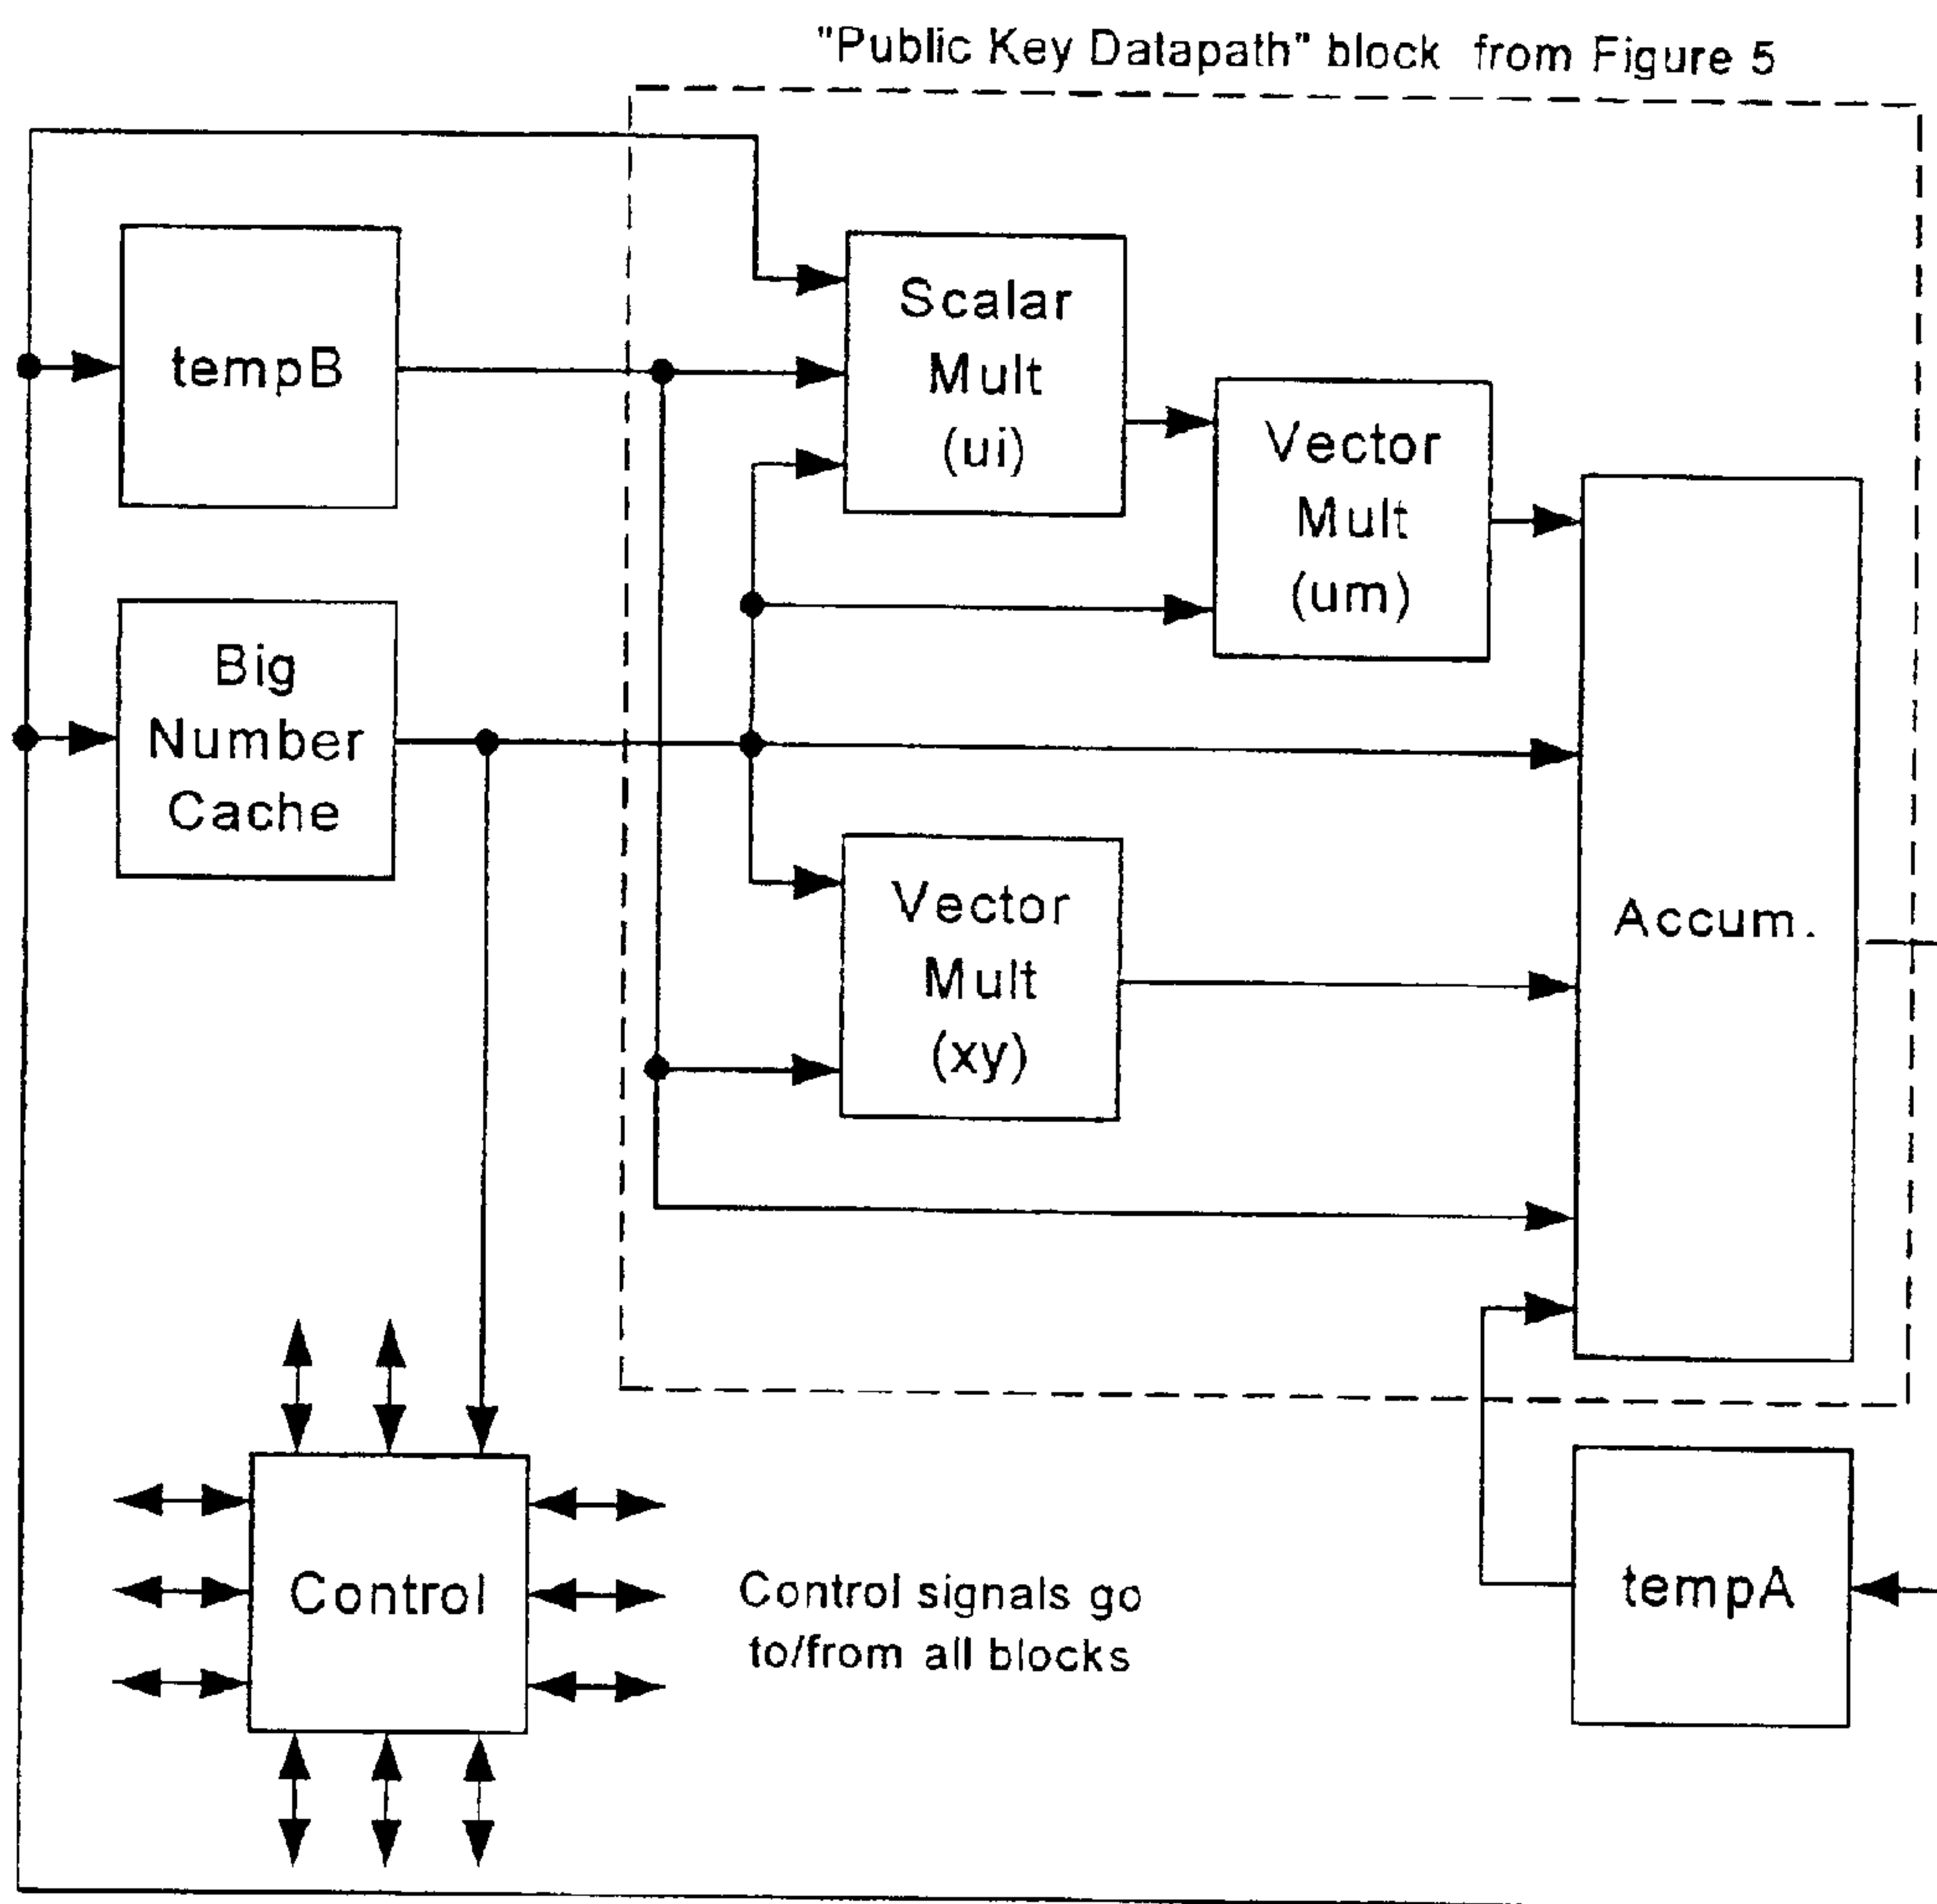 "Public Key Datapath" block from Figure 5
tempB
Scalar
Mult
(ui)
Vector
Mult
(um)
Big
Number
Cache
Vector
Mult
(xy)
Accum.
Control
Control signals go
to/from all blocks
tempA